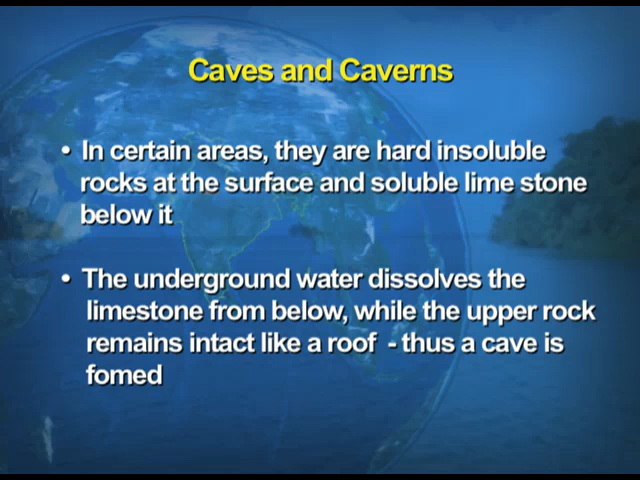 Caves and Caverns
• In certain areas, they are hard insoluble
rocks at the surface and soluble lime stone
below it
• The underground water dissolves the
limestone from below, while the upper rock
remains intact like a roof - thus a cave is
fomed